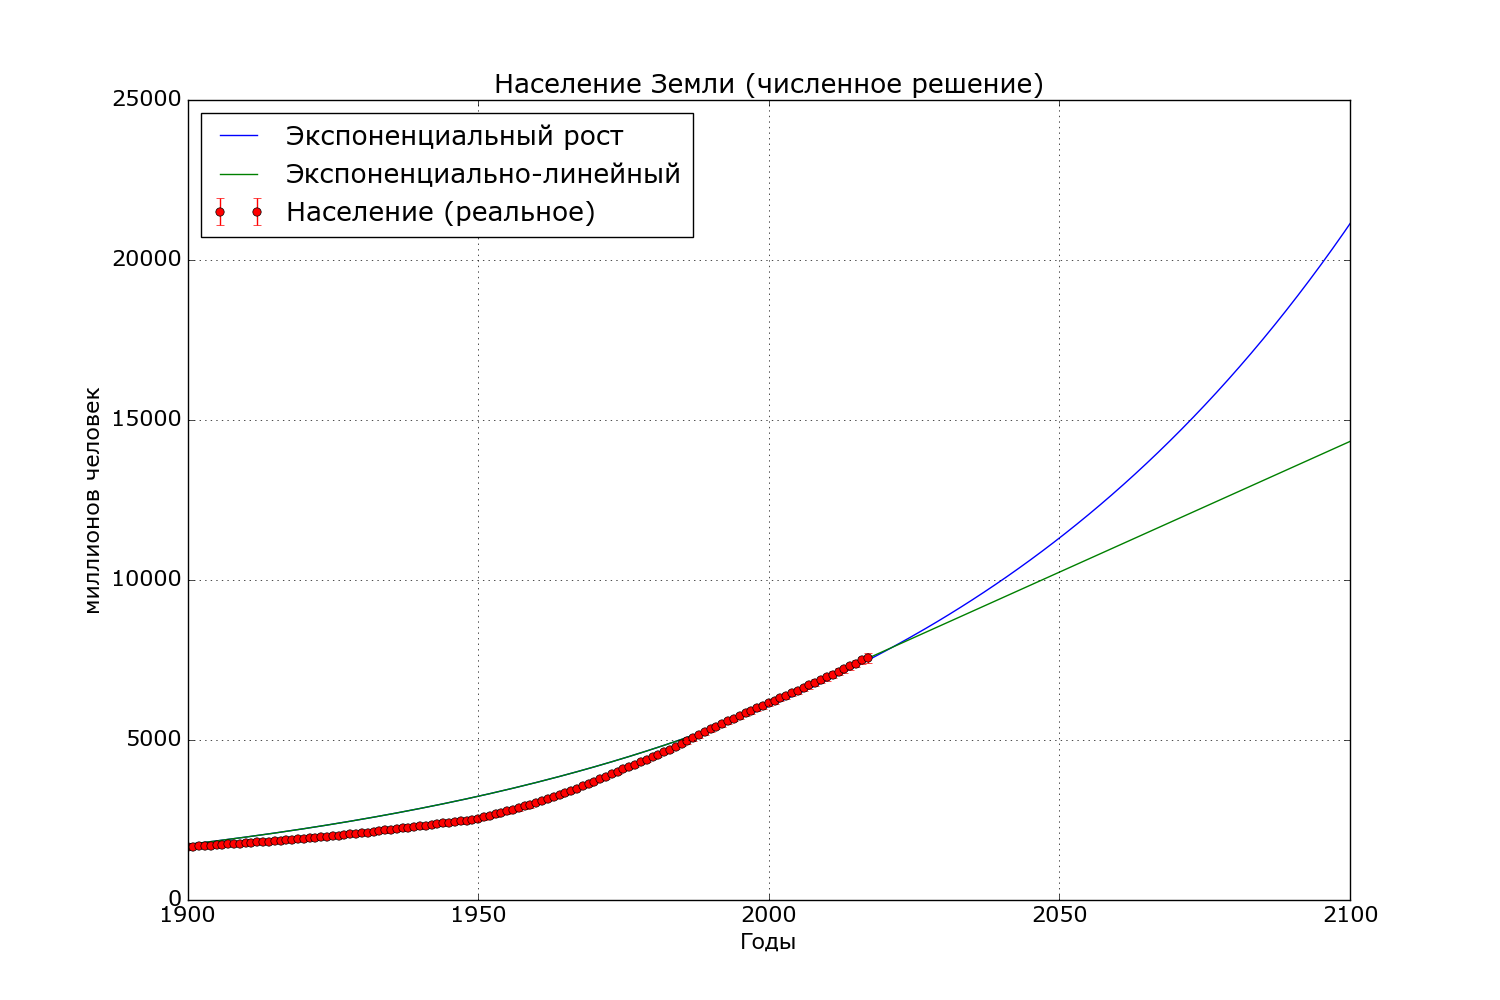 Население Земли (численное решение)
25000
Экспоненциальный рост
Экспоненциально-линейный
Население (реальное)
20000
15000
10000
5000
0
миллионов человек
1900 1950 2000 2050 2100
Годы